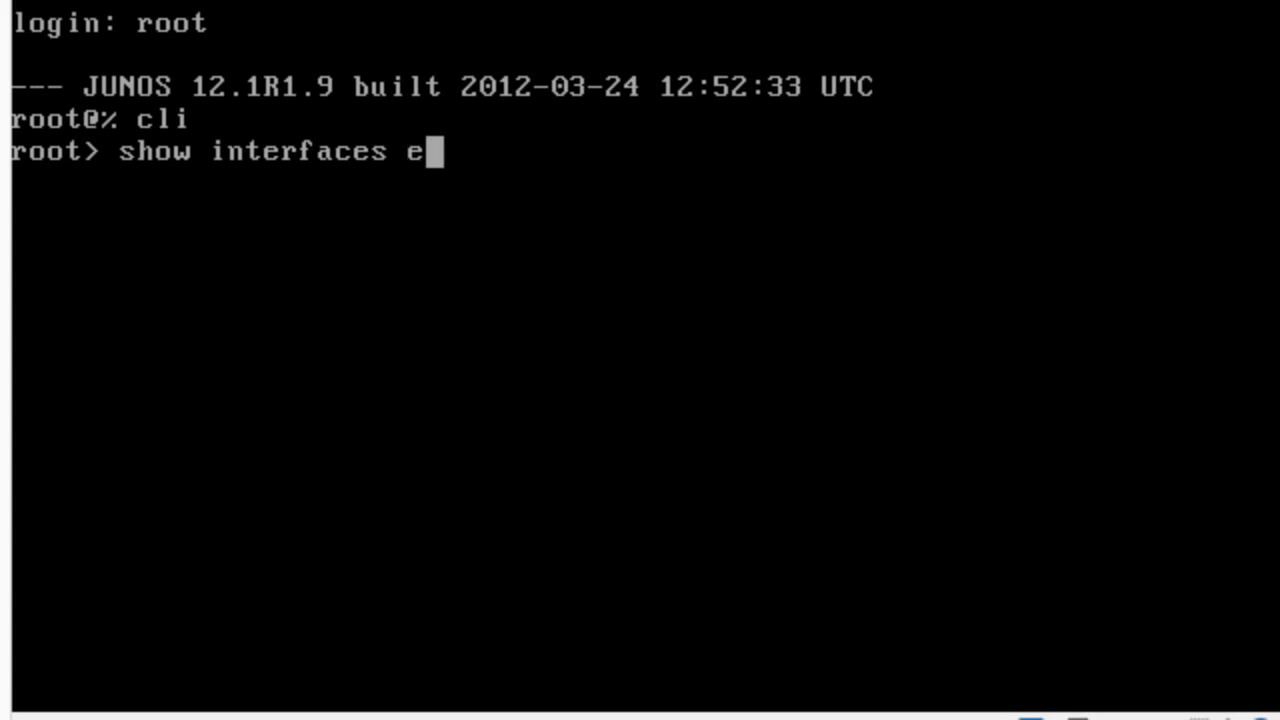 login: root
--- JUNOS 12.1R1.9 built 2012-03-24 12:52:33 UTC
root@% cli
root> show interfaces e